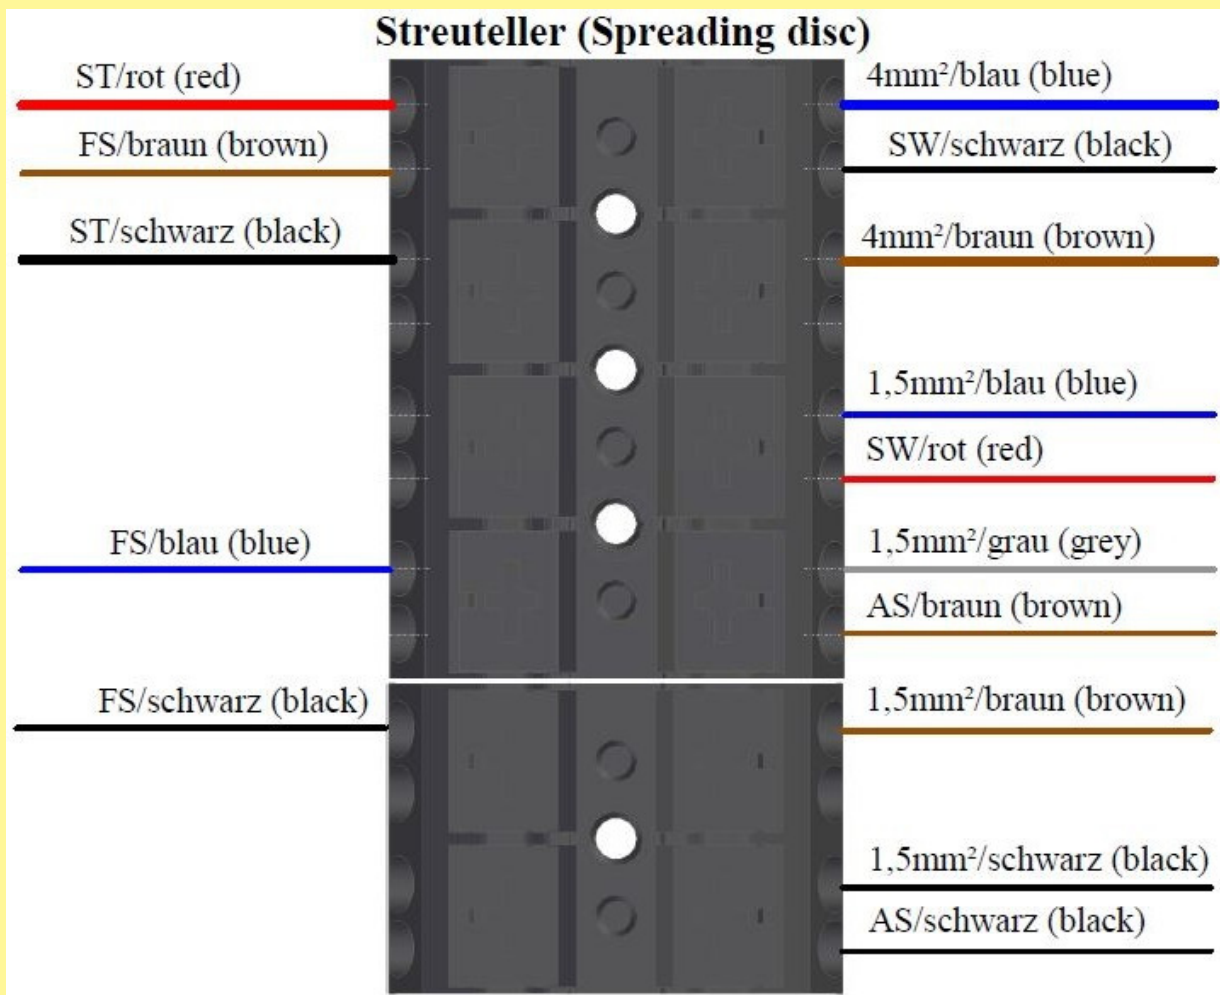 Streuteller (Spreading disc)
ST/rot (red)
4mm²/blau (blue)
FS/braun (brown)
SW/schwarz (black)
ST/schwarz (black)
4mm²/braun (brown)
1,5mm²/blau (blue)
SW/rot (red)
FS/blau (blue)
1,5mm²/grau (grey)
AS/braun (brown)
FS/schwarz (black)
1,5mm²/braun (brown)
1,5mm²/schwarz (black)
AS/schwarz (black)